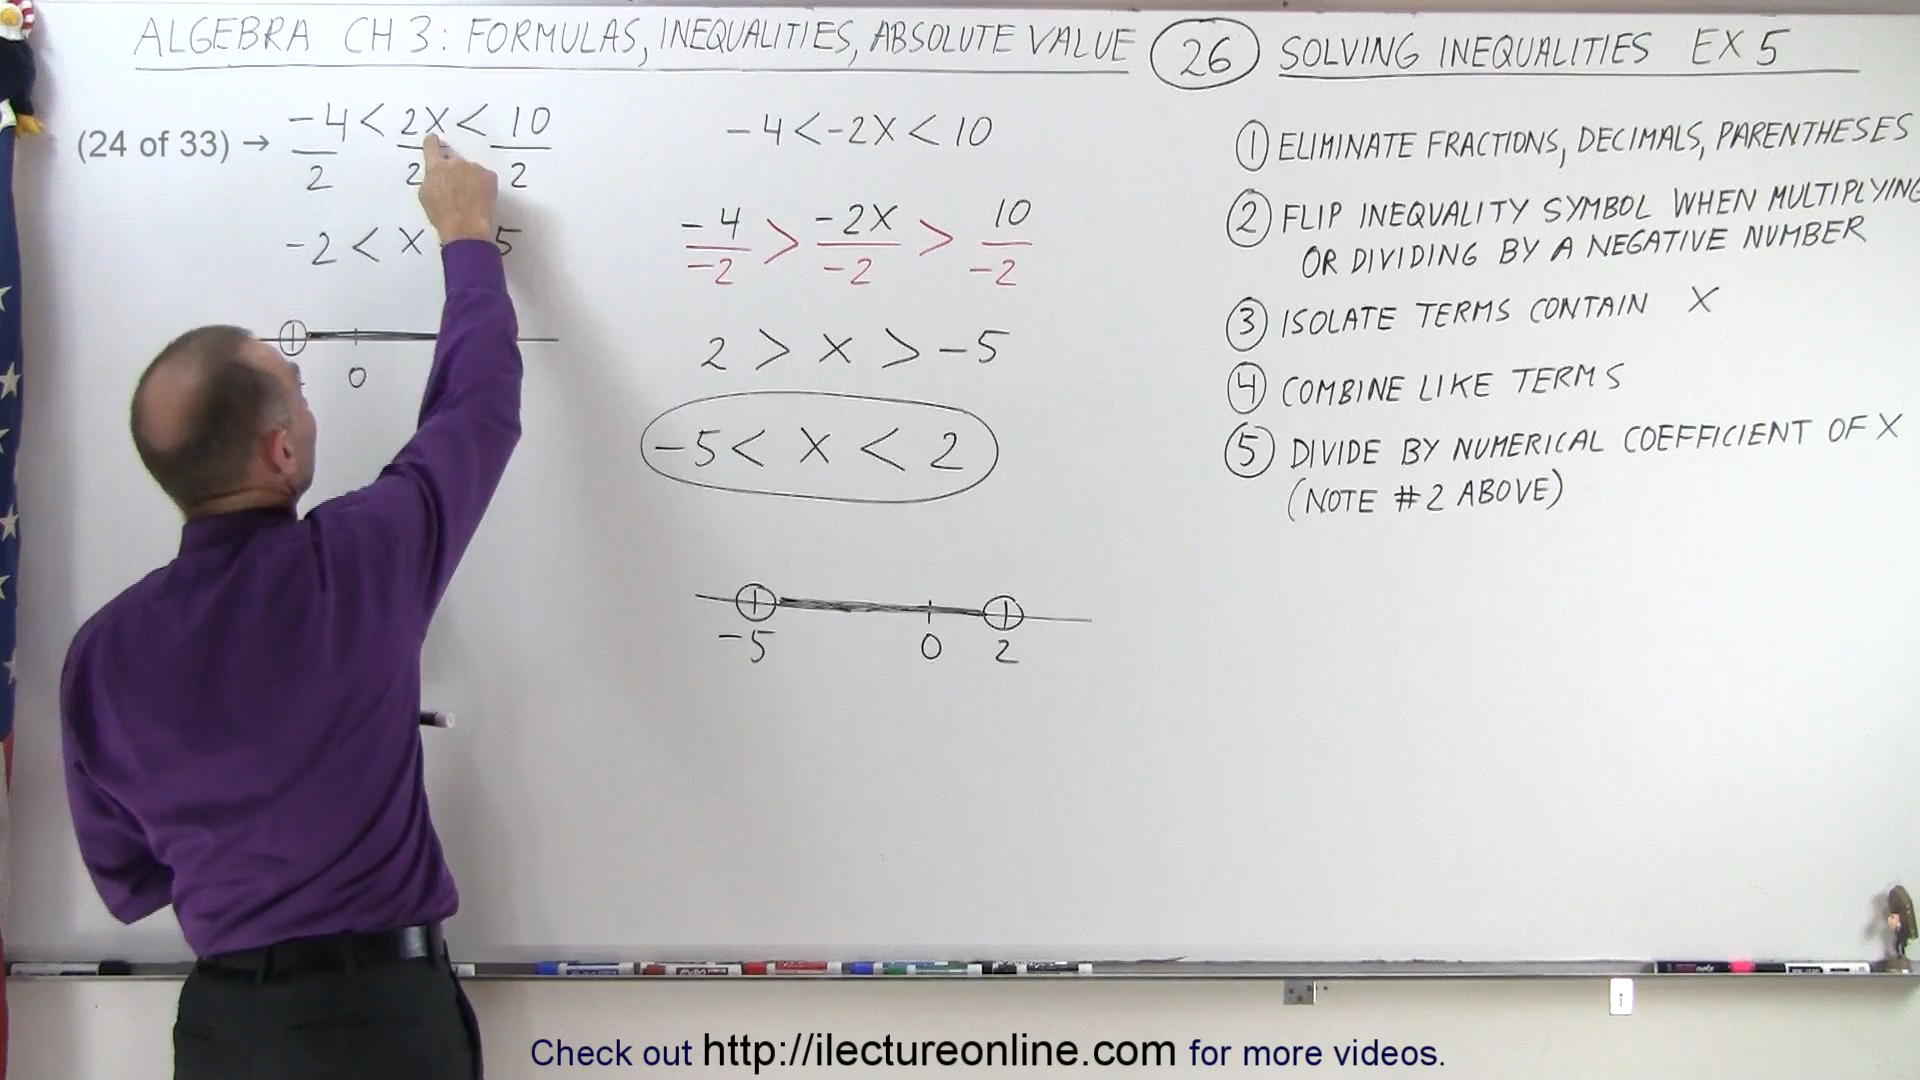 ALGEBRA CH 3: FORMULAS, INEQUALITIES, ABSOLUTE VALUE 26 SOLVING INEQUALITIES EX 5
(24 of 33) →
-4 < 2X < 10
2 2 2
-2 < X 5
0
-4 < -2X < 10
-4 > -2X > 10
-2 -2 -2
2 > X > -5
-5 < X < 2
-5 0 2
1 ELIMINATE FRACTIONS, DECIMALS, PARENTHESES
2 FLIP INEQUALITY SYMBOL WHEN MULTIPLYING
OR DIVIDING BY A NEGATIVE NUMBER
3 ISOLATE TERMS CONTAIN X
4 COMBINE LIKE TERMS
5 DIVIDE BY NUMERICAL COEFFICIENT OF X
(NOTE #2 ABOVE)
Check out http://ilectureonline.com for more videos.